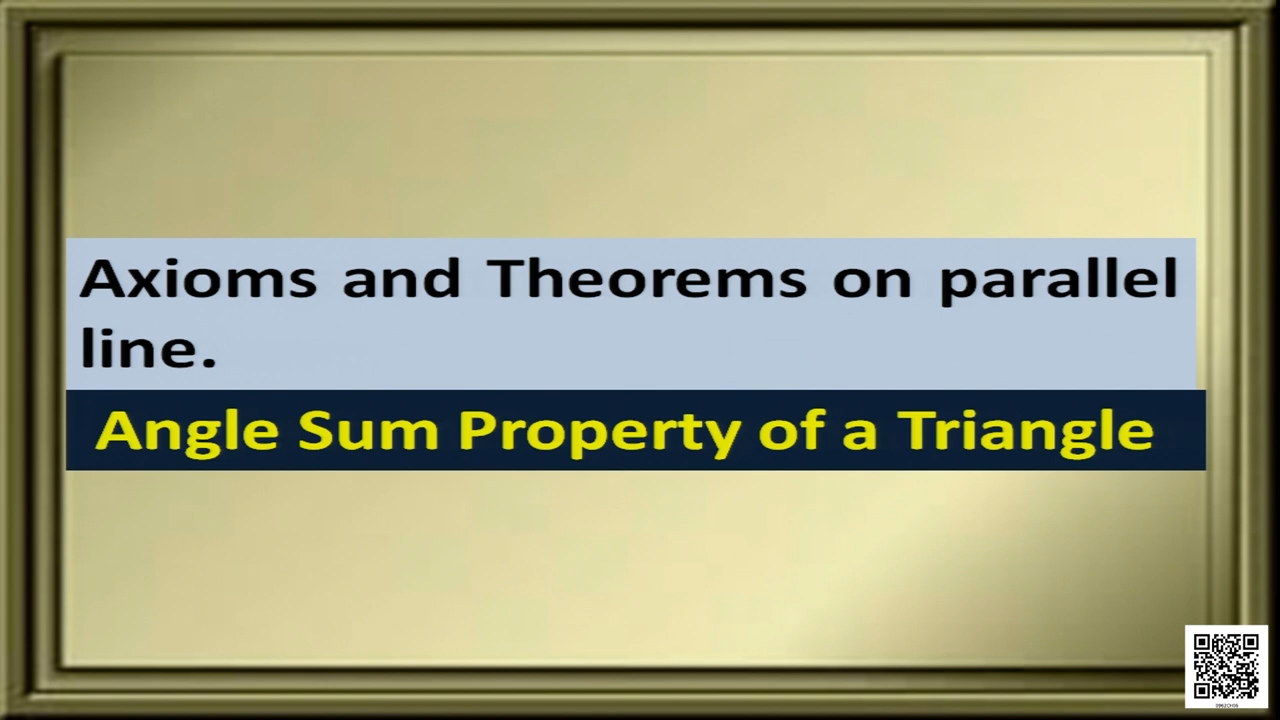 Axioms and Theorems on parallel
line.
Angle Sum Property of a Triangle